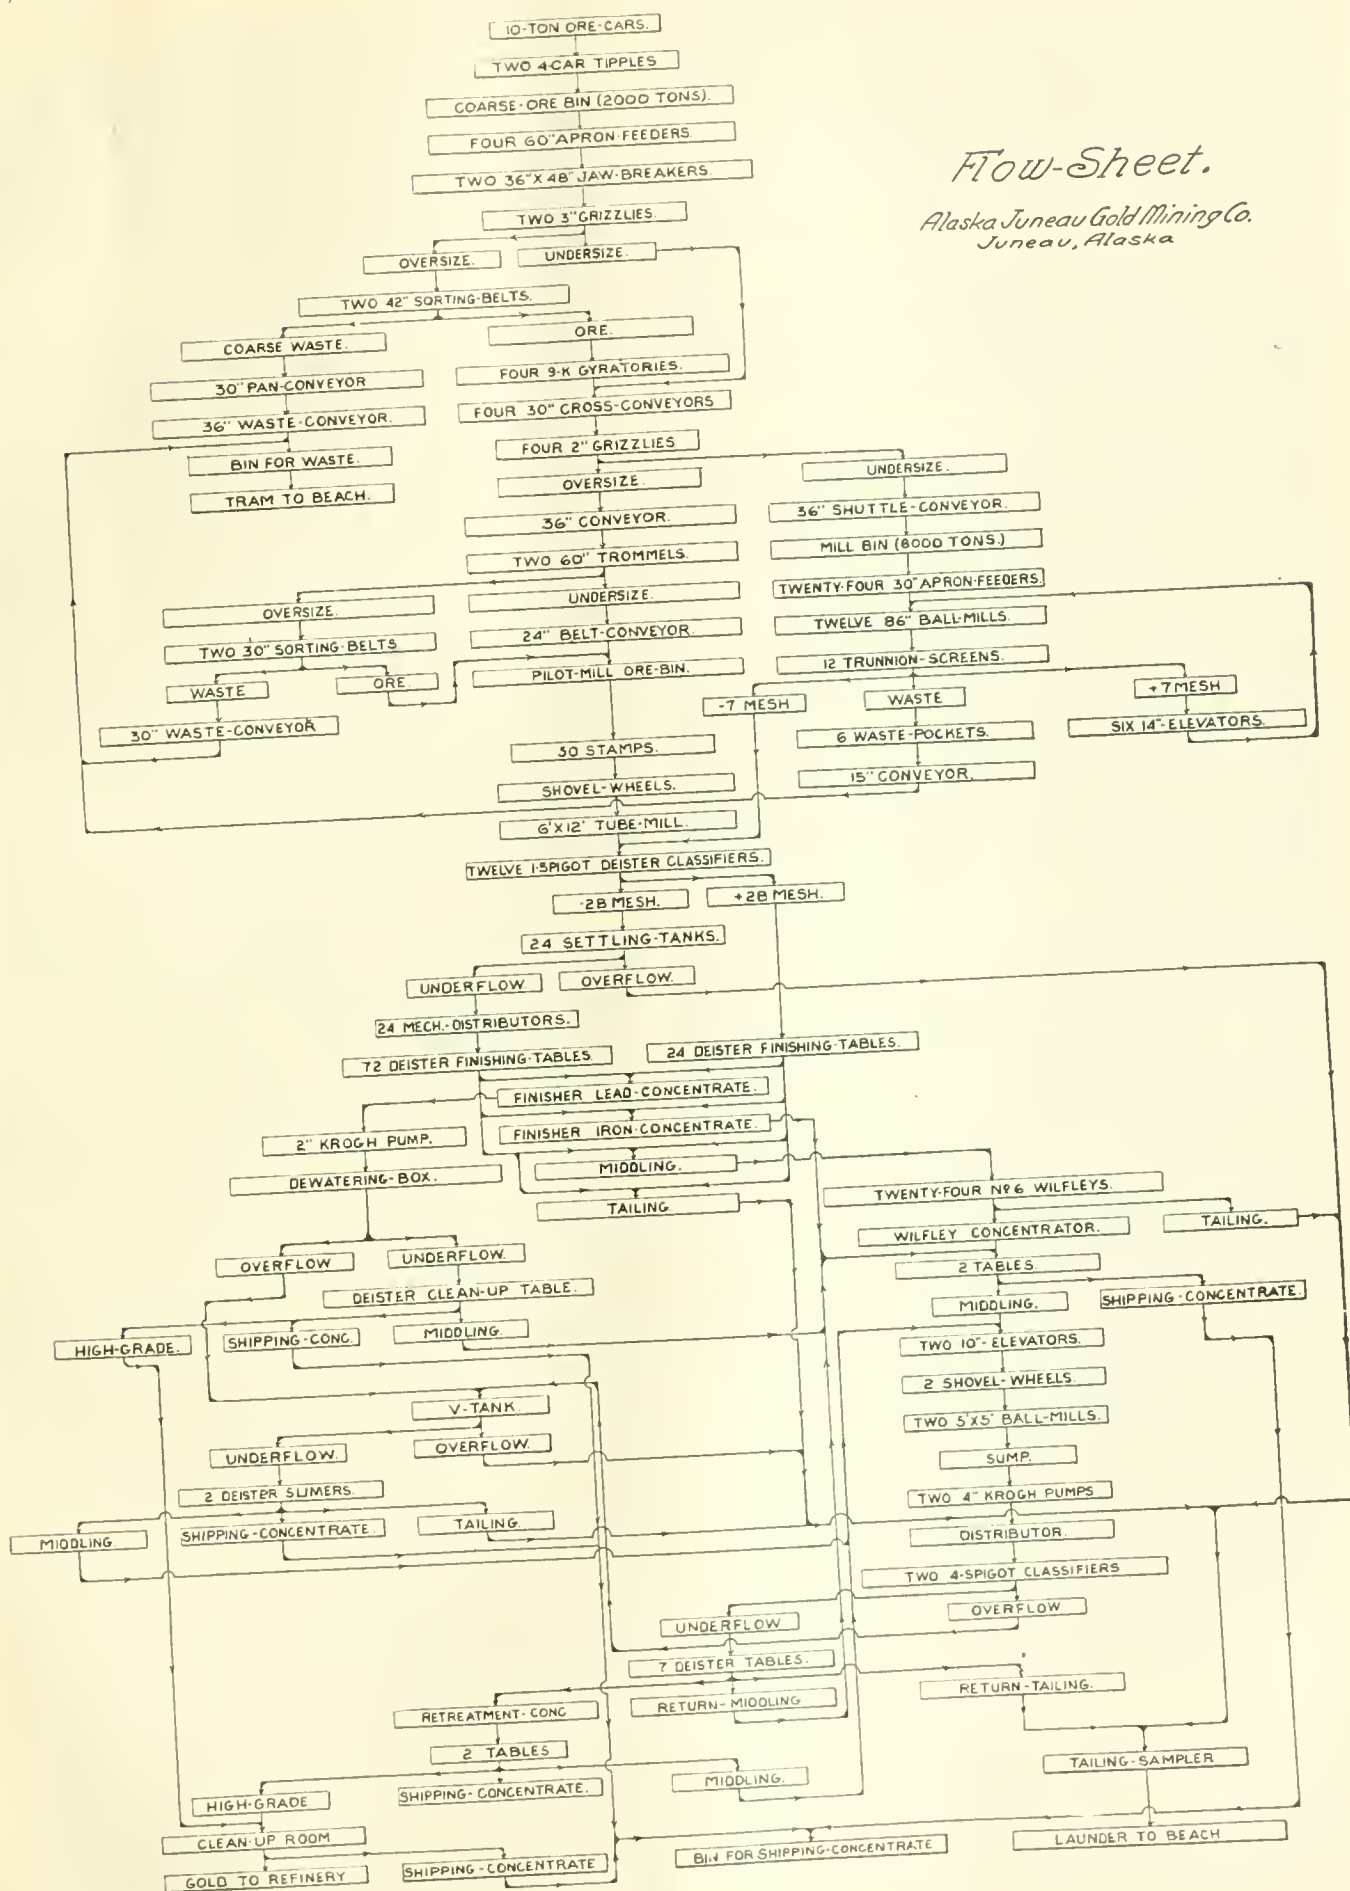 10-TON ORE-CARS.
TWO 4-CAR TIPPLES
COARSE-ORE BIN (2000 TONS).
FOUR 60" APRON-FEEDERS.
TWO 36" X 48" JAW-BREAKERS.
Flow-Sheet.
Alaska Juneau Gold Mining Co.
Juneau, Alaska
TWO 3" GRIZZLIES.
OVERSIZE.
UNDERSIZE.
TWO 42" SORTING-BELTS.
COARSE WASTE.
ORE.
30" PAN-CONVEYOR
FOUR 9-K GYRATORIES.
36" WASTE-CONVEYOR.
FOUR 30" CROSS-CONVEYORS
BIN FOR WASTE.
FOUR 2" GRIZZLIES
TRAM TO BEACH.
OVERSIZE.
UNDERSIZE.
36" CONVEYOR.
36" SHUTTLE-CONVEYOR.
TWO 60" TROMMELS.
MILL BIN (8000 TONS.)
OVERSIZE.
UNDERSIZE.
TWENTY-FOUR 30" APRON-FEEDERS.
TWO 30" SORTING-BELTS
24" BELT-CONVEYOR.
TWELVE 86" BALL-MILLS.
WASTE
ORE.
PILOT-MILL ORE-BIN.
12 TRUNNION-SCREENS.
-7 MESH
WASTE
+7 MESH
30" WASTE-CONVEYOR
30 STAMPS.
6 WASTE-POCKETS.
SIX 14"-ELEVATORS.
SHOVEL-WHEELS.
15" CONVEYOR.
6'X12' TUBE-MILL.
TWELVE 1-SPIGOT DEISTER CLASSIFIERS.
-28 MESH.
+28 MESH.
24 SETTLING-TANKS.
UNDERFLOW.
OVERFLOW.
24 MECH.-DISTRIBUTORS.
72 DEISTER FINISHING-TABLES.
24 DEISTER FINISHING-TABLES.
FINISHER LEAD-CONCENTRATE.
2" KROGH PUMP.
FINISHER IRON-CONCENTRATE.
DEWATERING-BOX.
MIDDLING.
TAILING
TWENTY-FOUR Nº6 WILFLEYS.
WILFLEY CONCENTRATOR.
TAILING.
OVERFLOW
UNDERFLOW.
2 TABLES.
DEISTER CLEAN-UP TABLE.
MIDDLING.
SHIPPING-CONCENTRATE.
HIGH-GRADE.
SHIPPING-CONC.
MIDDLING.
TWO 10"-ELEVATORS.
2 SHOVEL-WHEELS.
V-TANK.
TWO 5'X5' BALL-MILLS.
UNDERFLOW.
OVERFLOW.
SUMP.
2 DEISTER SLIMERS.
TWO 4" KROGH PUMPS
MIDDLING.
SHIPPING-CONCENTRATE.
TAILING.
DISTRIBUTOR.
TWO 4-SPIGOT CLASSIFIERS
UNDERFLOW
OVERFLOW
7 DEISTER TABLES.
RETREATMENT-CONC
RETURN-MIDDLING
RETURN-TAILING.
2 TABLES
TAILING-SAMPLER
HIGH-GRADE
SHIPPING-CONCENTRATE.
MIDDLING.
CLEAN-UP ROOM
BIN FOR SHIPPING-CONCENTRATE
LAUNDER TO BEACH
GOLD TO REFINERY
SHIPPING-CONCENTRATE